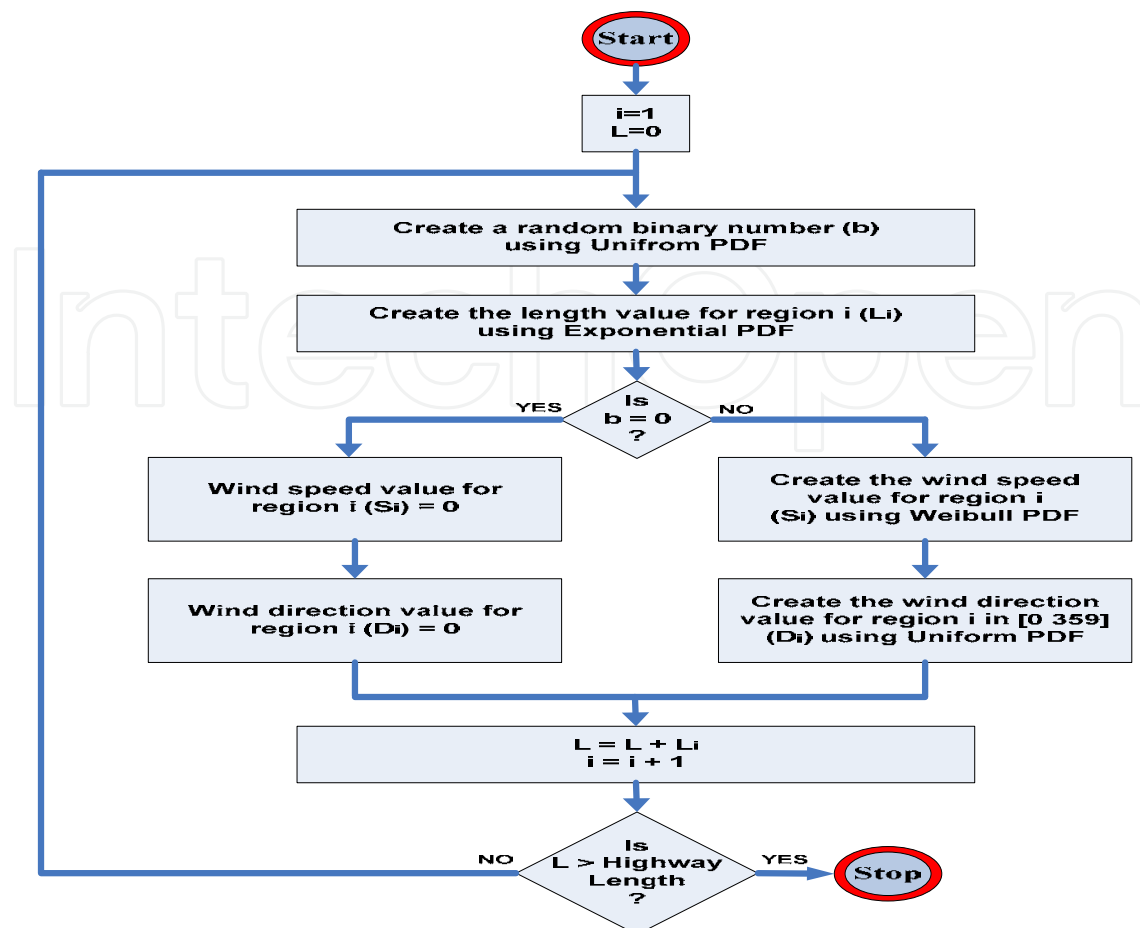 Start
i=1
L=0
Create a random binary number (b)
using Unifrom PDF
Create the length value for region i (Li)
using Exponential PDF
Is
b = 0
?
YES
NO
Wind speed value for
region i (Si) = 0
Create the wind speed
value for region i
(Si) using Weibull PDF
Wind direction value for
region i (Di) = 0
Create the wind direction
value for region i in [0 359]
(Di) using Uniform PDF
L = L + Li
i = i + 1
Is
L > Highway
Length
?
NO
YES
Stop
IntechOpen